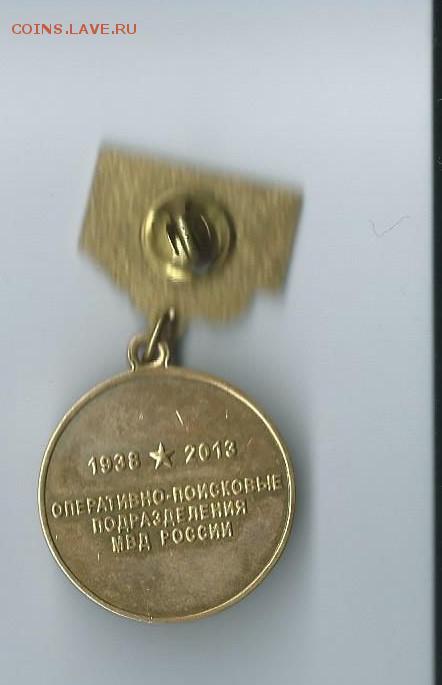 COINS.LAVE.RU
1938 ★ 2013
ОПЕРАТИВНО-ПОИСКОВЫЕ
ПОДРАЗДЕЛЕНИЯ
МВД РОССИИ